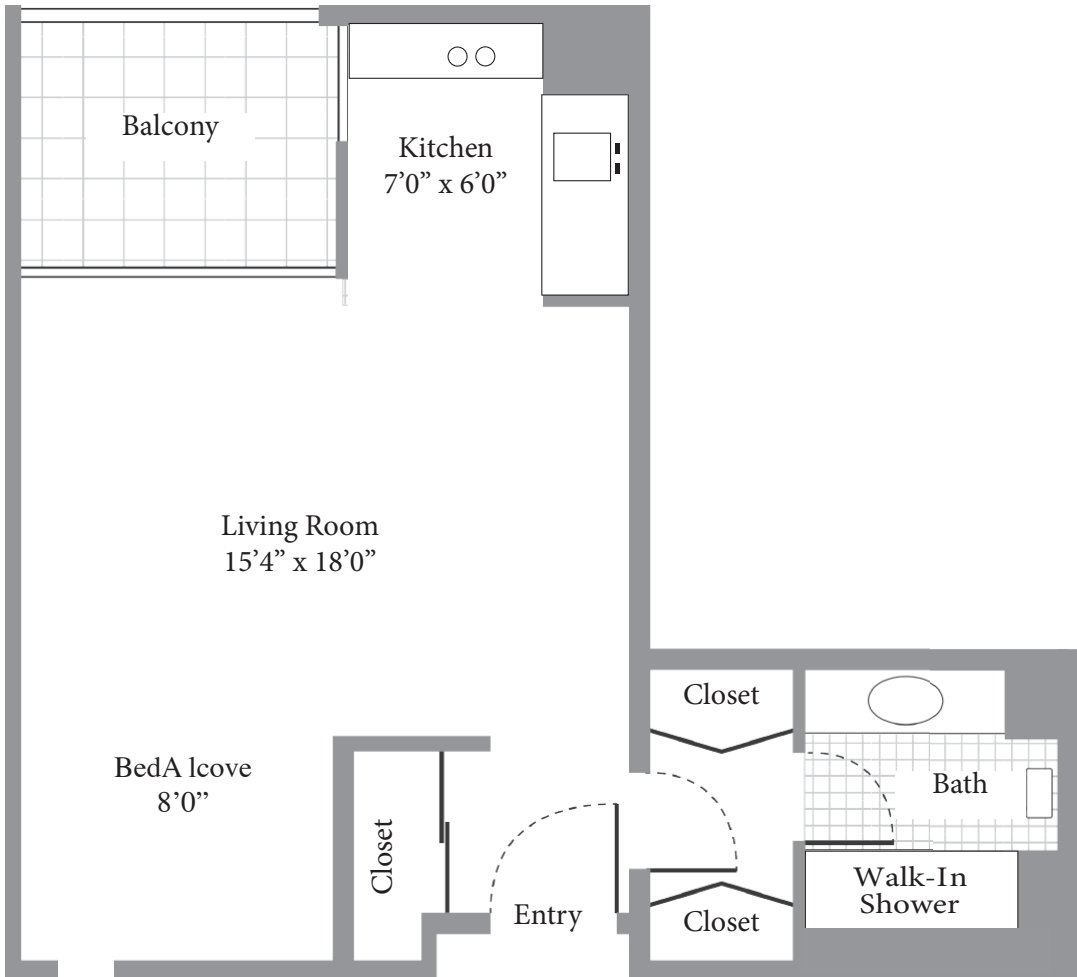 Balcony
Kitchen
7’0” x 6’0”
Living Room
15’4” x 18’0”
Closet
BedA lcove
8’0”
Bath
Closet
Walk-In
Shower
Entry
Closet